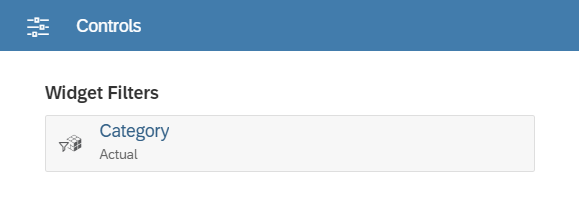 Controls
Widget Filters
Category
Actual